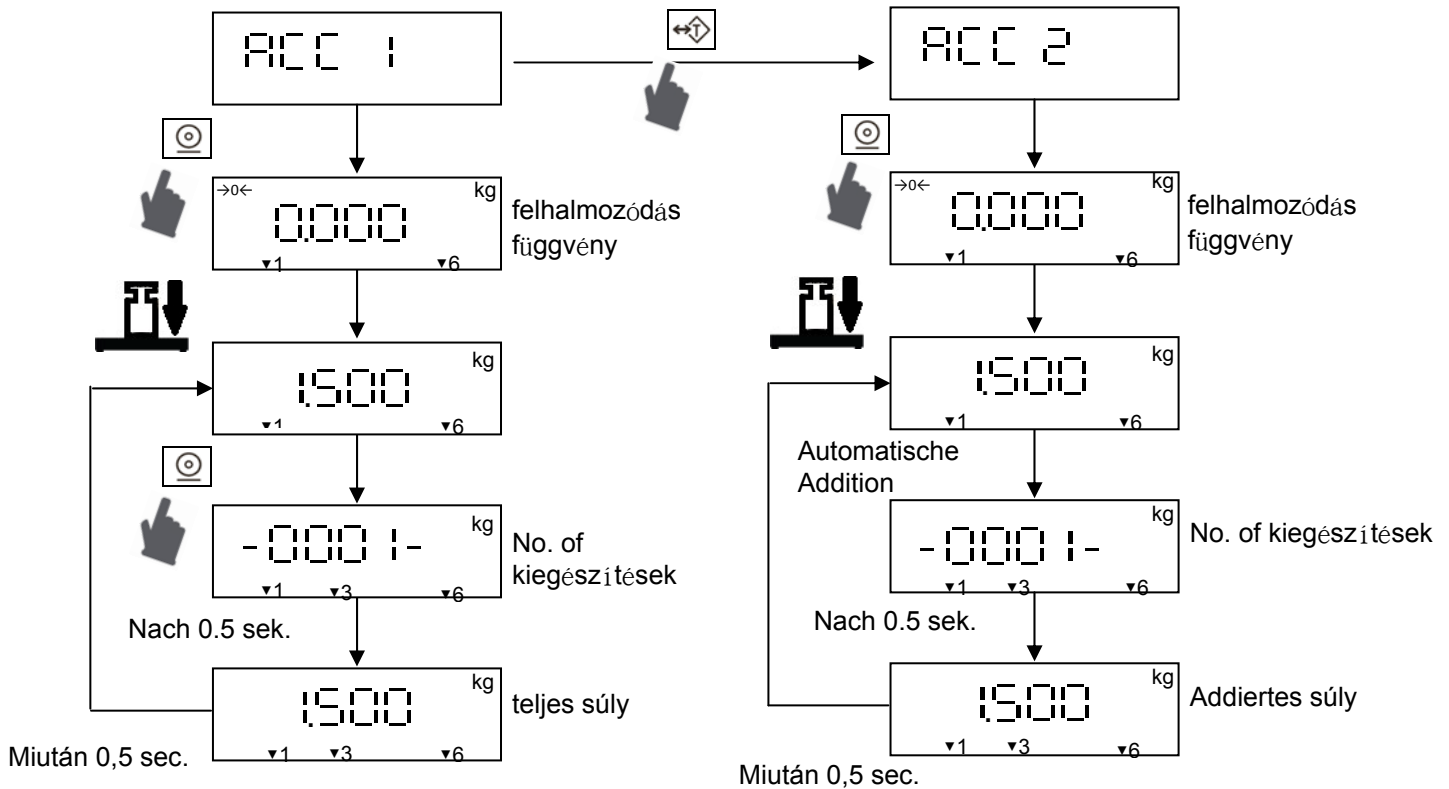 ACC 1
T
ACC 2
→0← kg
0.000
▼1 ▼6
felhalmozódás
függvény
→0← kg
0.000
▼1 ▼6
felhalmozódás
függvény
kg
1.500
▼1 ▼6
kg
1.500
▼1 ▼6
Automatische
Addition
kg
-0001-
▼1 ▼3 ▼6
No. of
kiegészítések
kg
-0001-
▼1 ▼3 ▼6
No. of kiegészítések
Nach 0.5 sek.
Nach 0.5 sek.
kg
1.500
▼1 ▼3 ▼6
teljes súly
kg
1.500
▼1 ▼3 ▼6
Addiertes súly
Miután 0,5 sec.
Miután 0,5 sec.